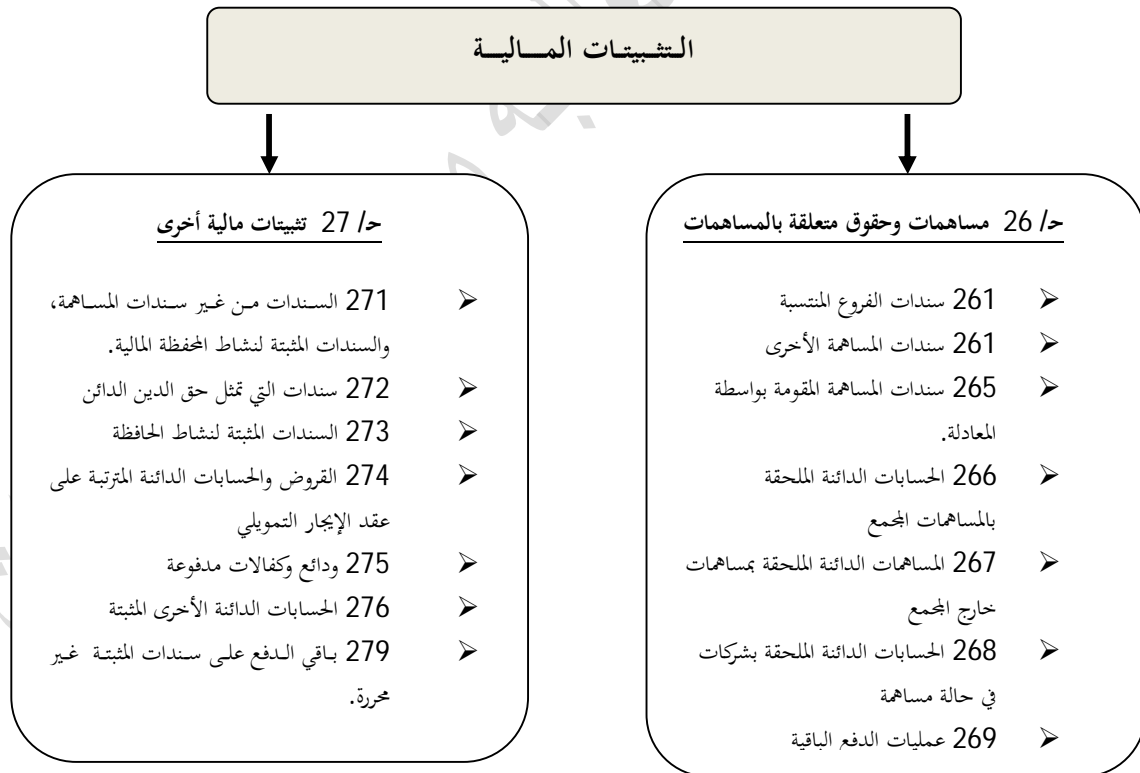 التثبيتات المالية
ح/ 26 مساهمات وحقوق متعلقة بالمساهمات
261 سندات الفروع المنتسبة
261 سندات المساهمة الأخرى
265 سندات المساهمة المقومة بواسطة
المعادلة.
266 الحسابات الدائنة الملحقة
بالمساهمات المجمع
267 المساهمات الدائنة الملحقة بمساهمات
خارج المجمع
268 الحسابات الدائنة الملحقة بشركات
في حالة مساهمة
269 عمليات الدفع الباقية
ح/ 27 تثبيتات مالية أخرى
271 السندات من غير سندات المساهمة،
والسندات المثبتة لنشاط المحفظة المالية.
272 سندات التي تمثل حق الدين الدائن
273 السندات المثبتة لنشاط الحافظة
274 القروض والحسابات الدائنة المترتبة على
عقد الإيجار التمويلي
275 ودائع وكفالات مدفوعة
276 الحسابات الدائنة الأخرى المثبتة
279 باقي الدفع على سندات المثبتة غير
محررة.